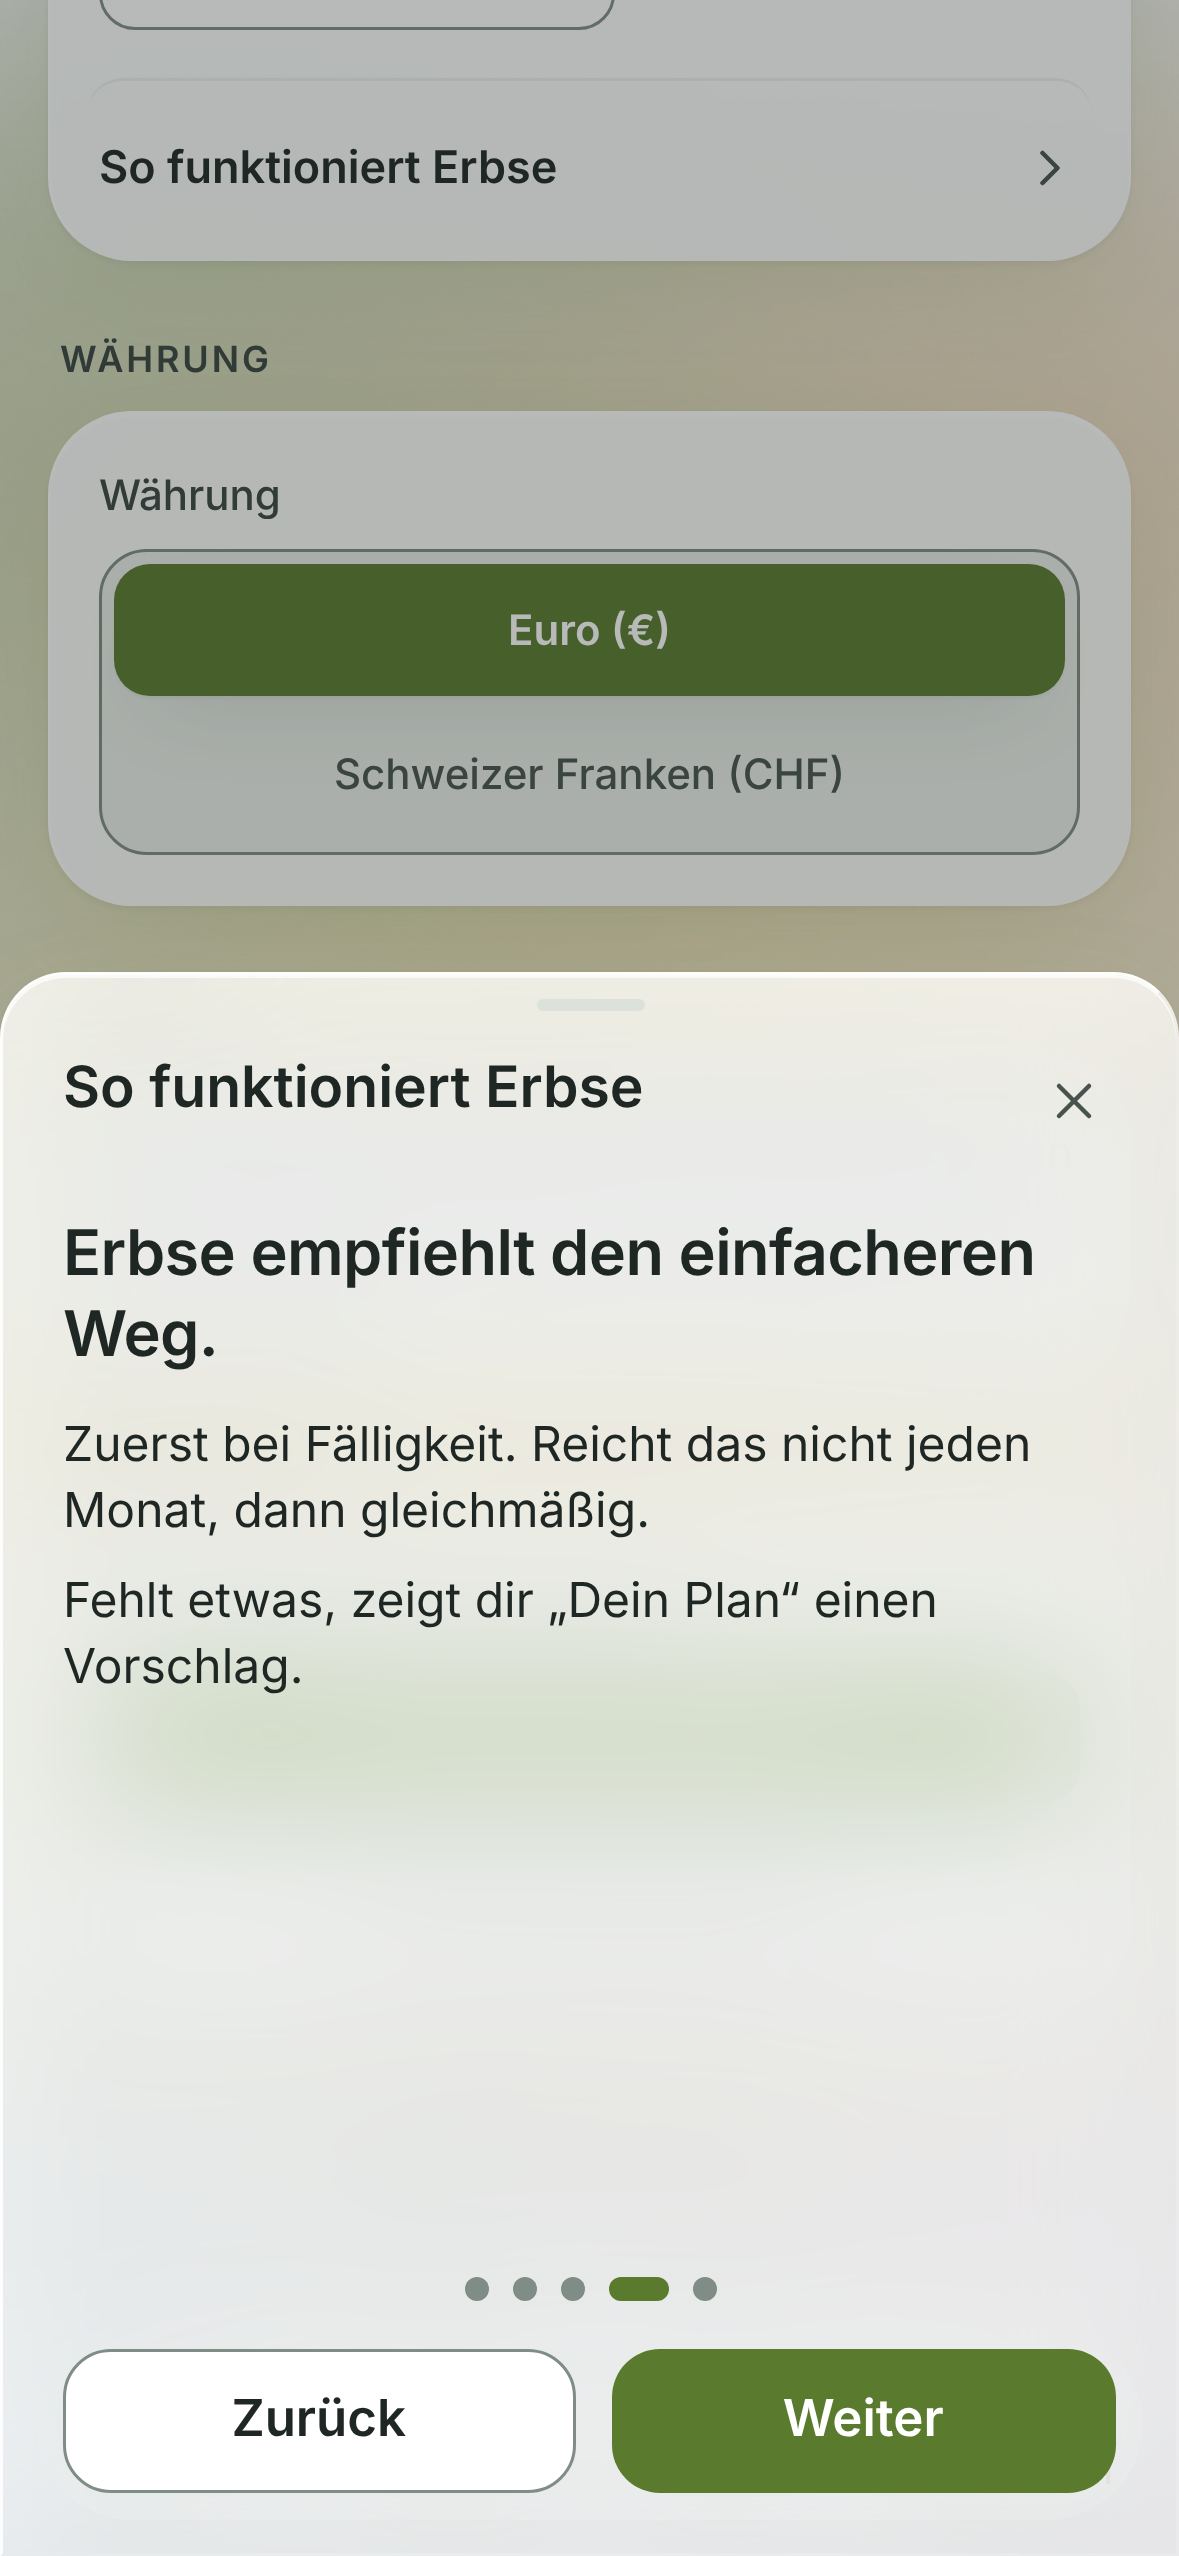 So funktioniert Erbse
WÄHRUNG
Währung
Euro (€)
Schweizer Franken (CHF)
So funktioniert Erbse
Erbse empfiehlt den einfacheren
Weg.
Zuerst bei Fälligkeit. Reicht das nicht jeden
Monat, dann gleichmäßig.
Fehlt etwas, zeigt dir „Dein Plan“ einen
Vorschlag.
Zurück
Weiter